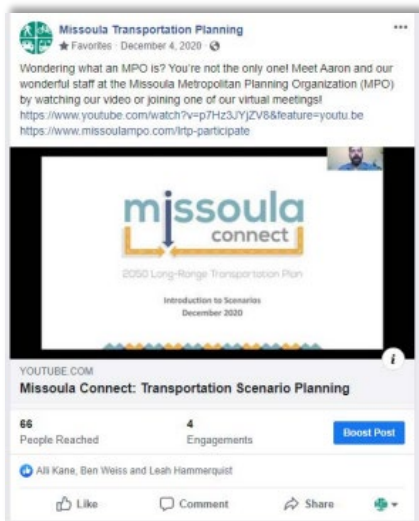 Missoula Transportation Planning
Favorites · December 4, 2020 ·
Wondering what an MPO is? You're not the only one! Meet Aaron and our
wonderful staff at the Missoula Metropolitan Planning Organization (MPO)
by watching our video or joining one of our virtual meetings!
https://www.youtube.com/watch?v=p7Hz3JYjZV8&feature=youtu.be
https://www.missoulampo.com/lrtp-participate
missoula
connect
2050 Long-Range Transportation Plan
Introduction to Scenarios
December 2020
i
YOUTUBE.COM
Missoula Connect: Transportation Scenario Planning
66
People Reached
4
Engagements
Boost Post
Alli Kane, Ben Weiss and Leah Hammerquist
Like
Comment
Share